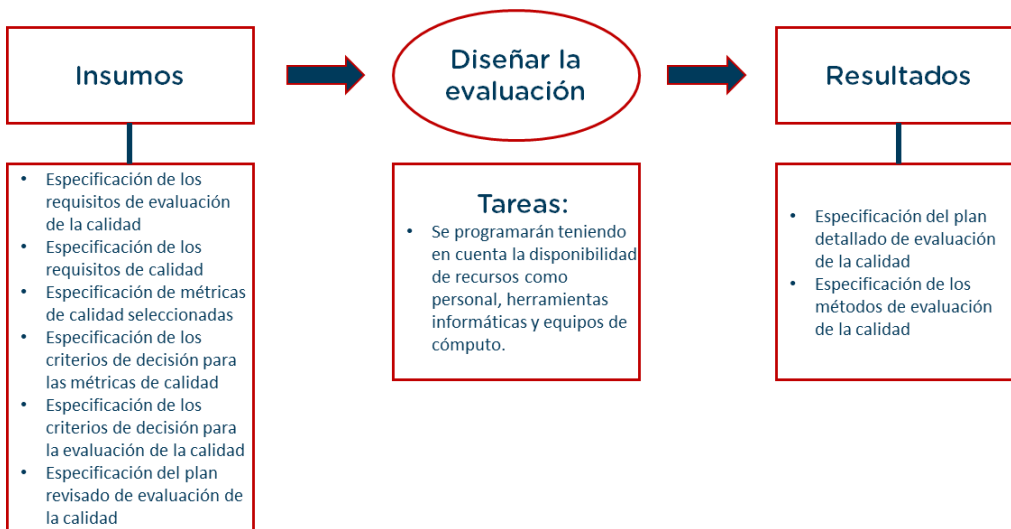 Insumos
Diseñar la
evaluación
Resultados
• Especificación de los
requisitos de evaluación
de la calidad
• Especificación de los
requisitos de calidad
• Especificación de métricas
de calidad seleccionadas
• Especificación de los
criterios de decisión para
las métricas de calidad
• Especificación de los
criterios de decisión para
la evaluación de la calidad
• Especificación del plan
revisado de evaluación de
la calidad
Tareas:
• Se programarán teniendo
en cuenta la disponibilidad
de recursos como
personal, herramientas
informáticas y equipos de
cómputo.
• Especificación del plan
detallado de evaluación de
la calidad
• Especificación de los
métodos de evaluación
de la calidad